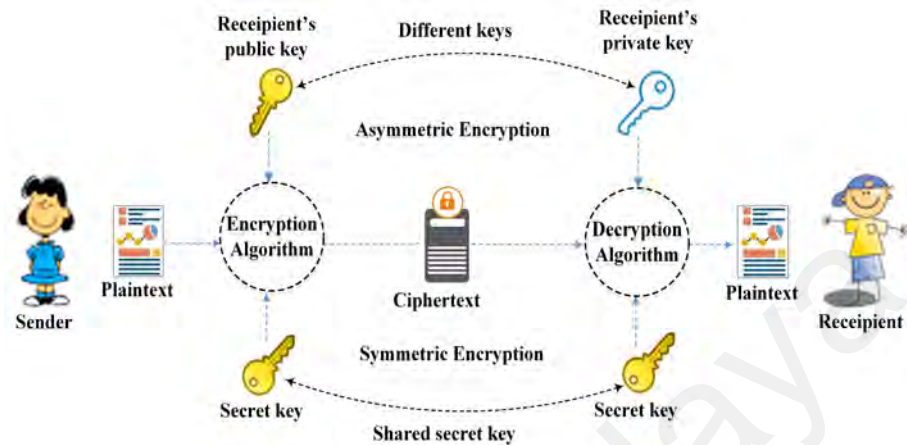 Receipient's
public key
Different keys
Receipient's
private key
Asymmetric Encryption
Encryption
Algorithm
Decryption
Algorithm
Plaintext
Ciphertext
Plaintext
Sender
Receipient
Symmetric Encryption
Secret key
Secret key
Shared secret key